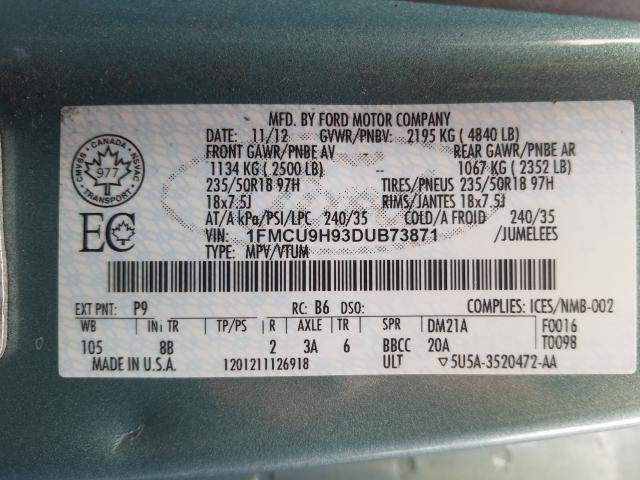 MFD. BY FORD MOTOR COMPANY
DATE: 11/12 GVWR/PNBV: 2195 KG ( 4840 LB)
FRONT GAWR/PNBE AV REAR GAWR/PNBE AR
1134 KG ( 2500 LB) -- 1067 KG ( 2352 LB)
235/50R18 97H TIRES/PNEUS 235/50R18 97H
18x7.5J RIMS/JANTES 18x7.5J
AT/A kPa/PSI/LPC 240/35 COLD/A FROID 240/35
VIN: 1FMCU9H93DUB73871 /JUMELEES
TYPE: MPV/VTUM
CANADA
CMVSS 977 NSVAC
TRANSPORT
EC
EXT PNT: P9 RC: B6 DSO: COMPLIES: ICES/NMB-002
WB INT TR TP/PS R AXLE TR SPR DM21A F0016
105 8B 2 3A 6 BBCC 20A T0098
MADE IN U.S.A. 1201211126918 ULT ▽5U5A-3520472-AA